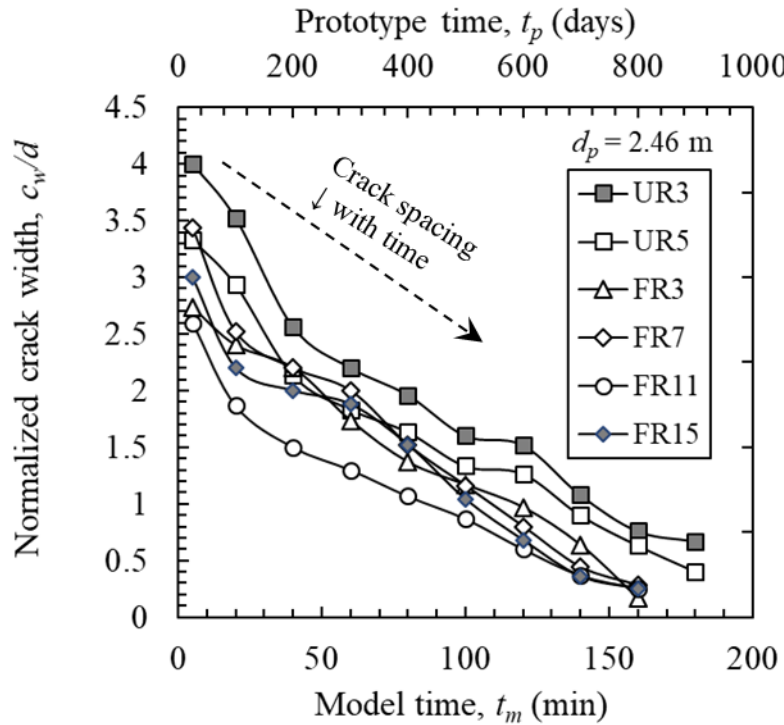 Prototype time, t_p (days)
0 200 400 600 800 1000
4.5
4
3.5
3
2.5
2
1.5
1
0.5
0
Normalized crack width, c_w/d
d_p = 2.46 m
Crack spacing
↓ with time
UR3
UR5
FR3
FR7
FR11
FR15
0 50 100 150 200
Model time, t_m (min)